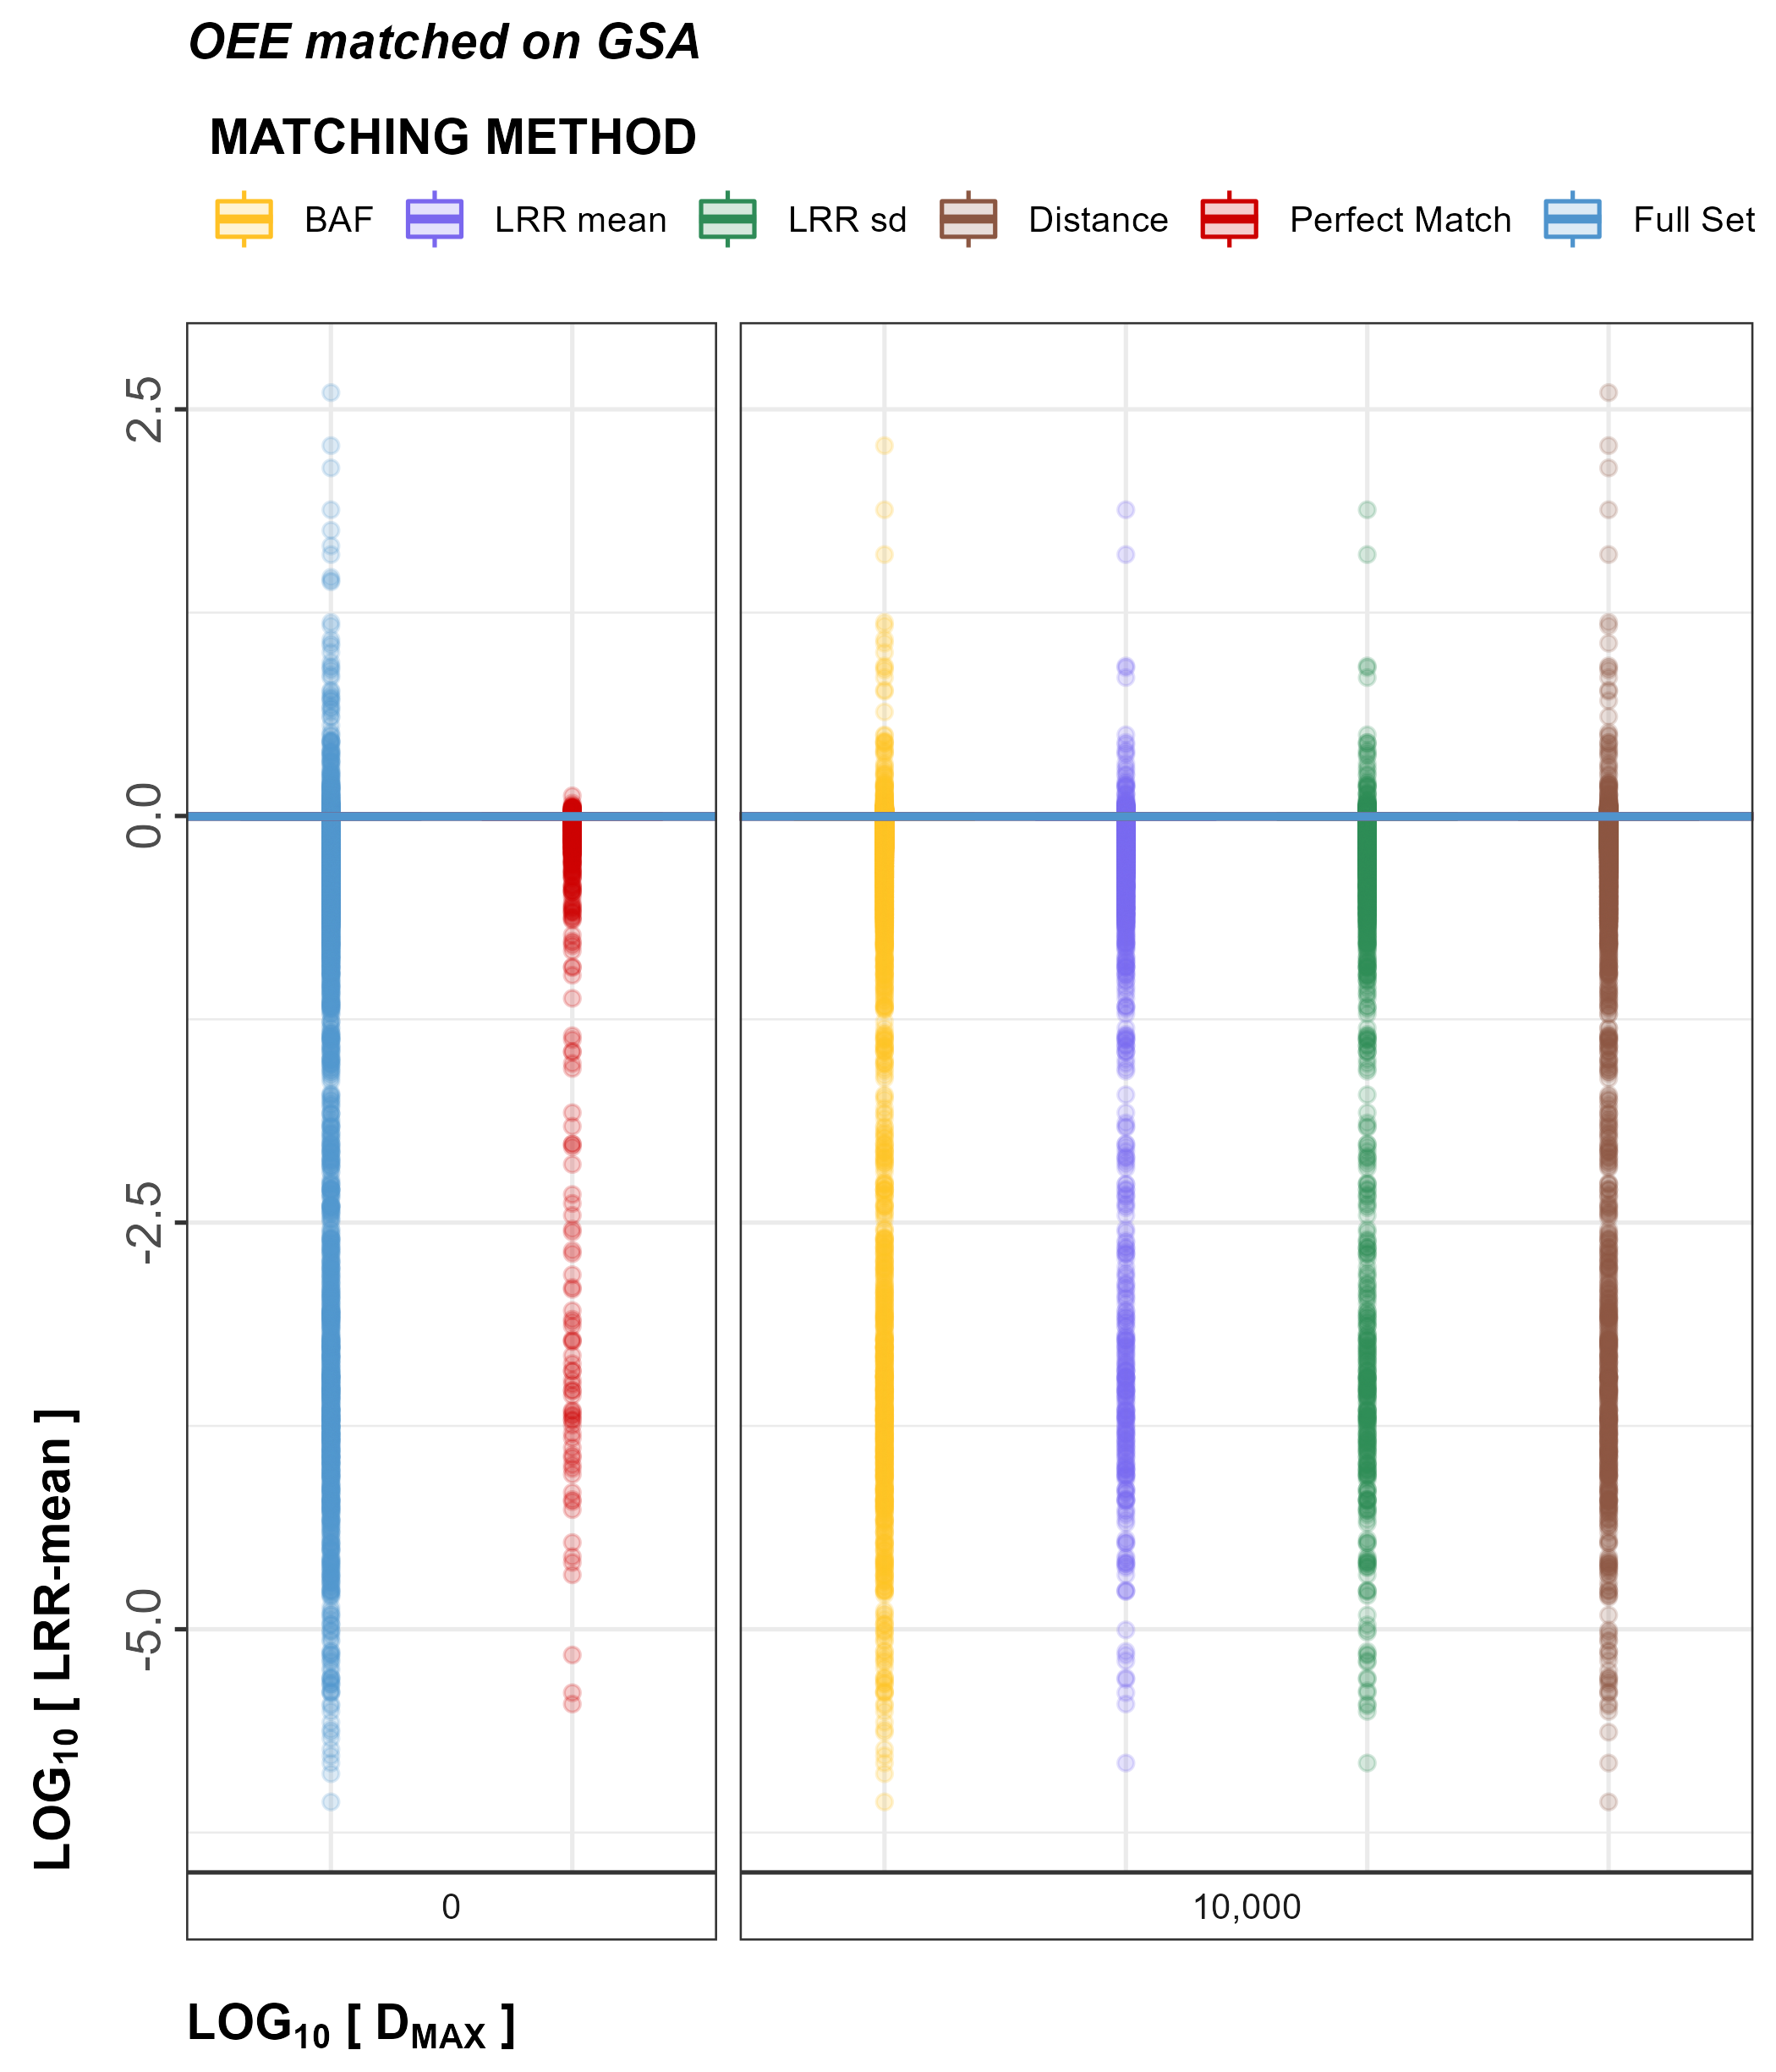 OEE matched on GSA
MATCHING METHOD
BAF LRR mean LRR sd Distance Perfect Match Full Set
2.5
0.0
-2.5
-5.0
LOG₁₀ [ LRR-mean ]
0 10,000
LOG₁₀ [ D_MAX ]